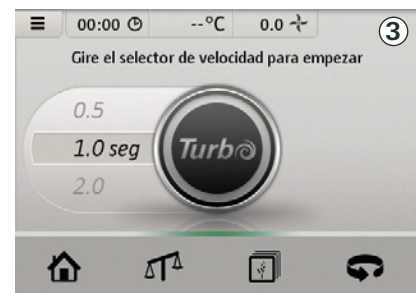 00:00 --°C 0.0 3
Gire el selector de velocidad para empezar
0.5
1.0 seg Turbo
2.0